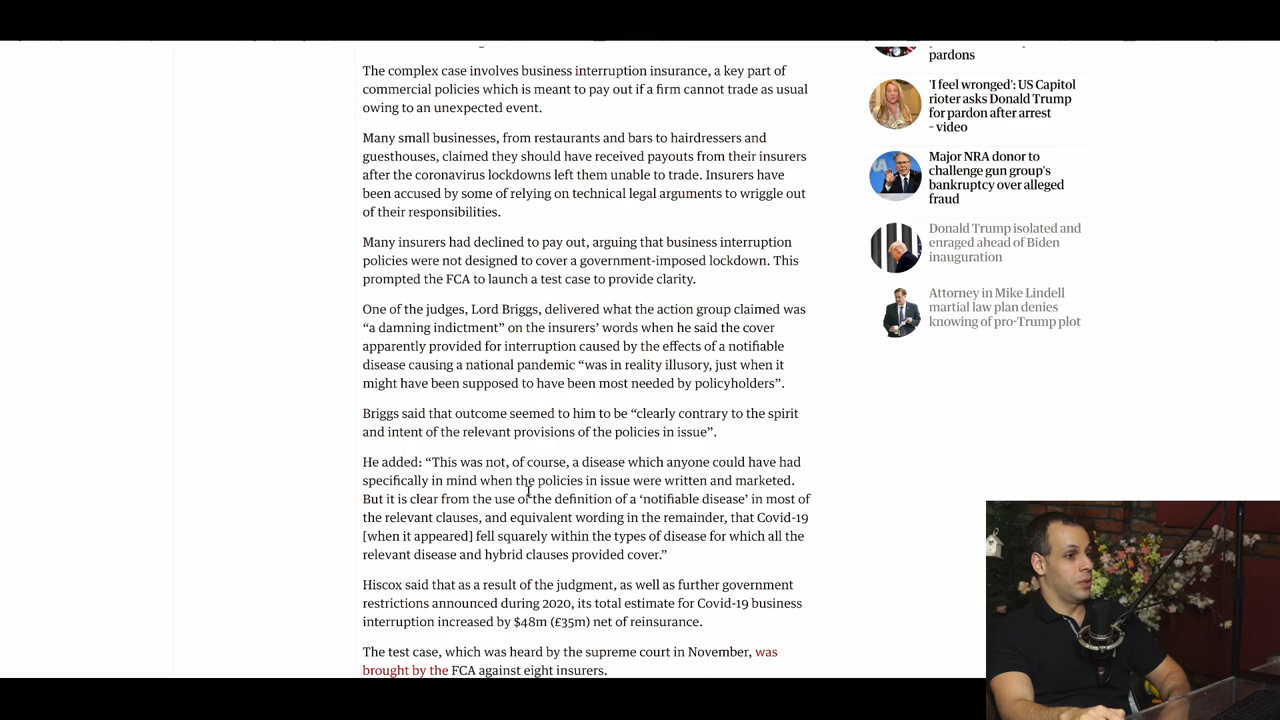 The complex case involves business interruption insurance, a key part of
commercial policies which is meant to pay out if a firm cannot trade as usual
owing to an unexpected event.
Many small businesses, from restaurants and bars to hairdressers and
guesthouses, claimed they should have received payouts from their insurers
after the coronavirus lockdowns left them unable to trade. Insurers have
been accused by some of relying on technical legal arguments to wriggle out
of their responsibilities.
Many insurers had declined to pay out, arguing that business interruption
policies were not designed to cover a government-imposed lockdown. This
prompted the FCA to launch a test case to provide clarity.
One of the judges, Lord Briggs, delivered what the action group claimed was
“a damning indictment” on the insurers’ words when he said the cover
apparently provided for interruption caused by the effects of a notifiable
disease causing a national pandemic “was in reality illusory, just when it
might have been supposed to have been most needed by policyholders”.
Briggs said that outcome seemed to him to be “clearly contrary to the spirit
and intent of the relevant provisions of the policies in issue”.
He added: “This was not, of course, a disease which anyone could have had
specifically in mind when the policies in issue were written and marketed.
But it is clear from the use of the definition of a ‘notifiable disease’ in most of
the relevant clauses, and equivalent wording in the remainder, that Covid-19
[when it appeared] fell squarely within the types of disease for which all the
relevant disease and hybrid clauses provided cover.”
Hiscox said that as a result of the judgment, as well as further government
restrictions announced during 2020, its total estimate for Covid-19 business
interruption increased by $48m (£35m) net of reinsurance.
The test case, which was heard by the supreme court in November, was
brought by the FCA against eight insurers.
pardons
'I feel wronged': US Capitol
rioter asks Donald Trump
for pardon after arrest
– video
Major NRA donor to
challenge gun group's
bankruptcy over alleged
fraud
Donald Trump isolated and
enraged ahead of Biden
inauguration
Attorney in Mike Lindell
martial law plan denies
knowing of pro-Trump plot